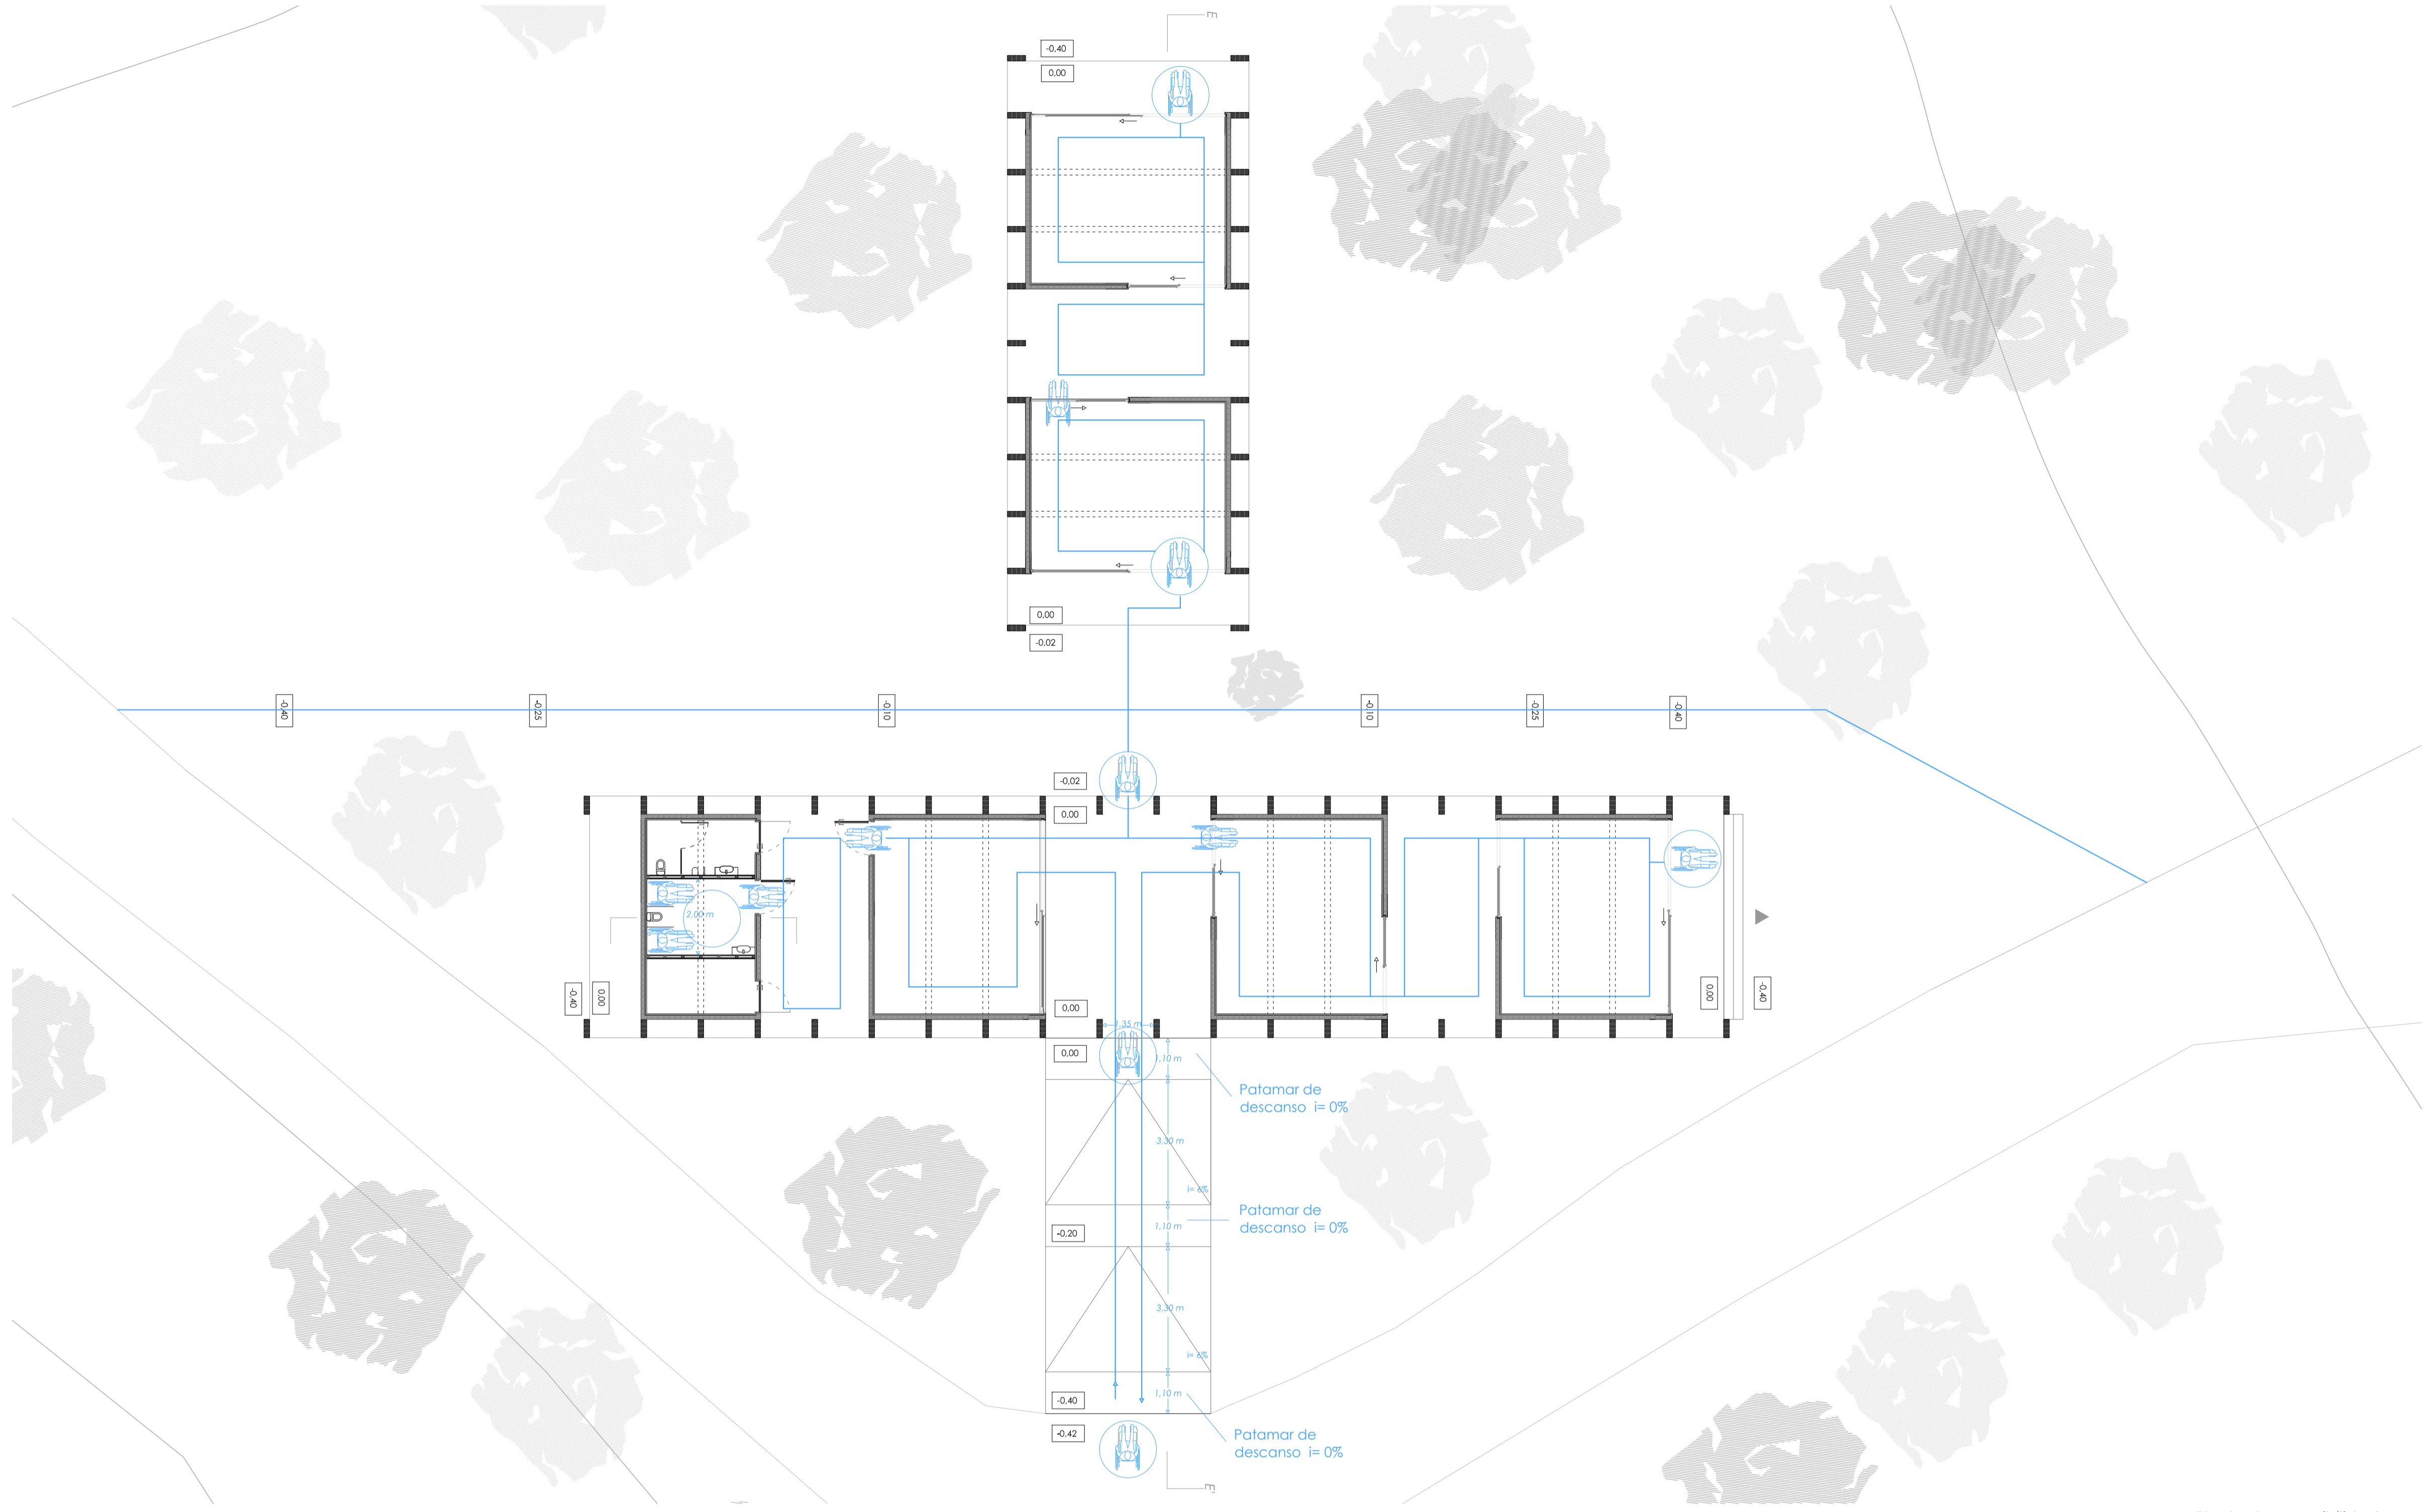 E
-0,40
0,00
0,00
-0,02
-0,40
-0,25
-0,10
-0,10
-0,25
-0,40
-0,02
0,00
2,00 m
-0,40
0,00
0,00
0,00
-0,40
1,35 m
0,00
1,10 m
Patamar de
descanso i= 0%
3,30 m
i= 6%
Patamar de
descanso i= 0%
1,10 m
-0,20
3,30 m
i= 6%
1,10 m
-0,40
-0,42
Patamar de
descanso i= 0%
E'